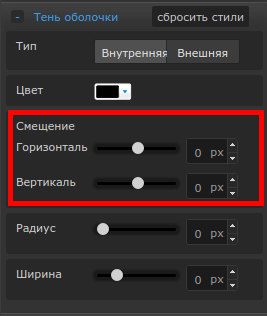 - Тень оболочки сбросить стили
Тип Внутренняя Внешняя
Цвет
Смещение
Горизонталь 0 px
Вертикаль 0 px
Радиус 0 px
Ширина 0 px